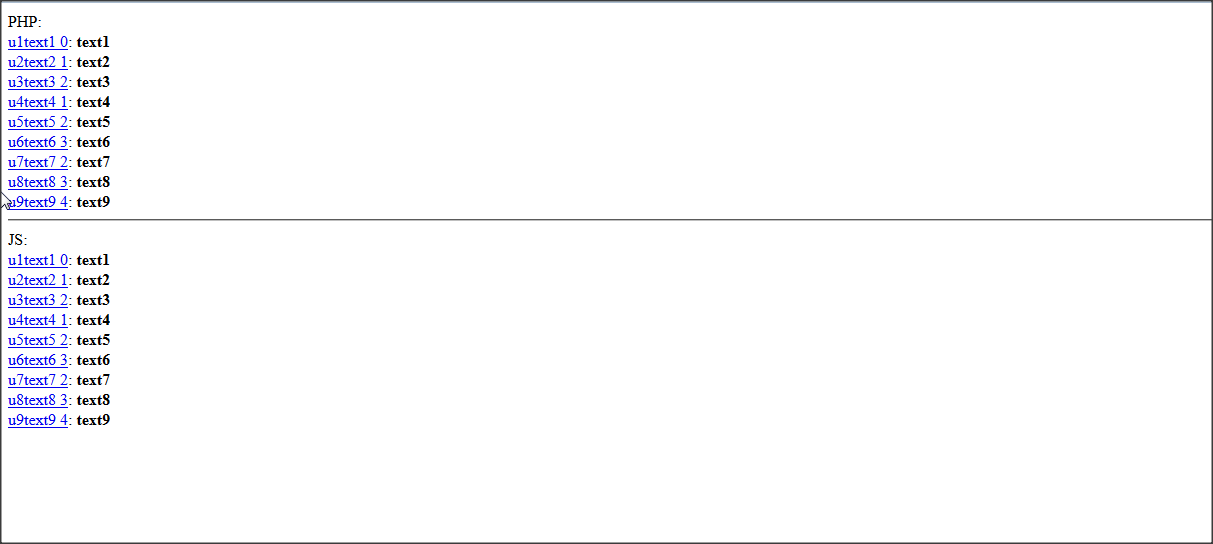 PHP:
u1text1 0: text1
u2text2 1: text2
u3text3 2: text3
u4text4 1: text4
u5text5 2: text5
u6text6 3: text6
u7text7 2: text7
u8text8 3: text8
u9text9 4: text9
JS:
u1text1 0: text1
u2text2 1: text2
u3text3 2: text3
u4text4 1: text4
u5text5 2: text5
u6text6 3: text6
u7text7 2: text7
u8text8 3: text8
u9text9 4: text9